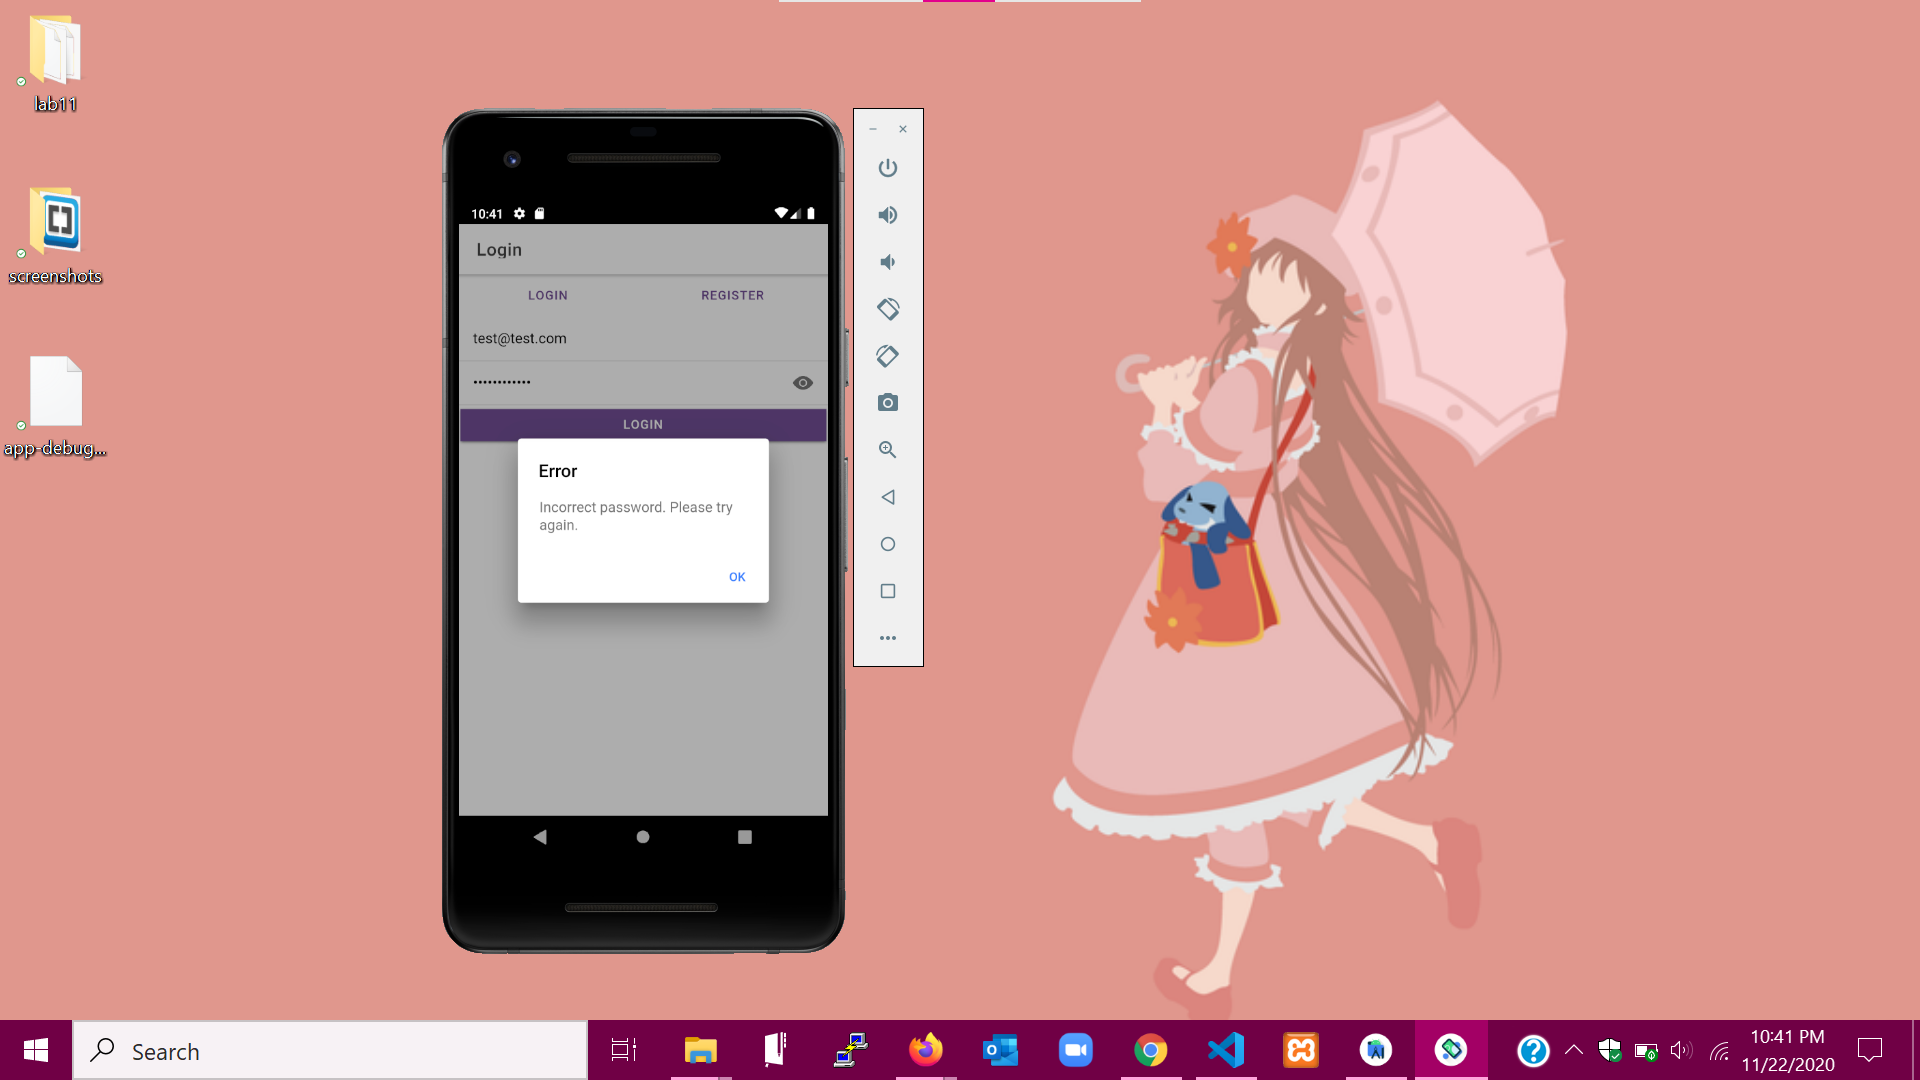 lab11
screenshots
app-debug...
10:41
Login
LOGIN
REGISTER
test@test.com
••••••••••••
LOGIN
Error
Incorrect password. Please try
again.
OK
Search
10:41 PM
11/22/2020